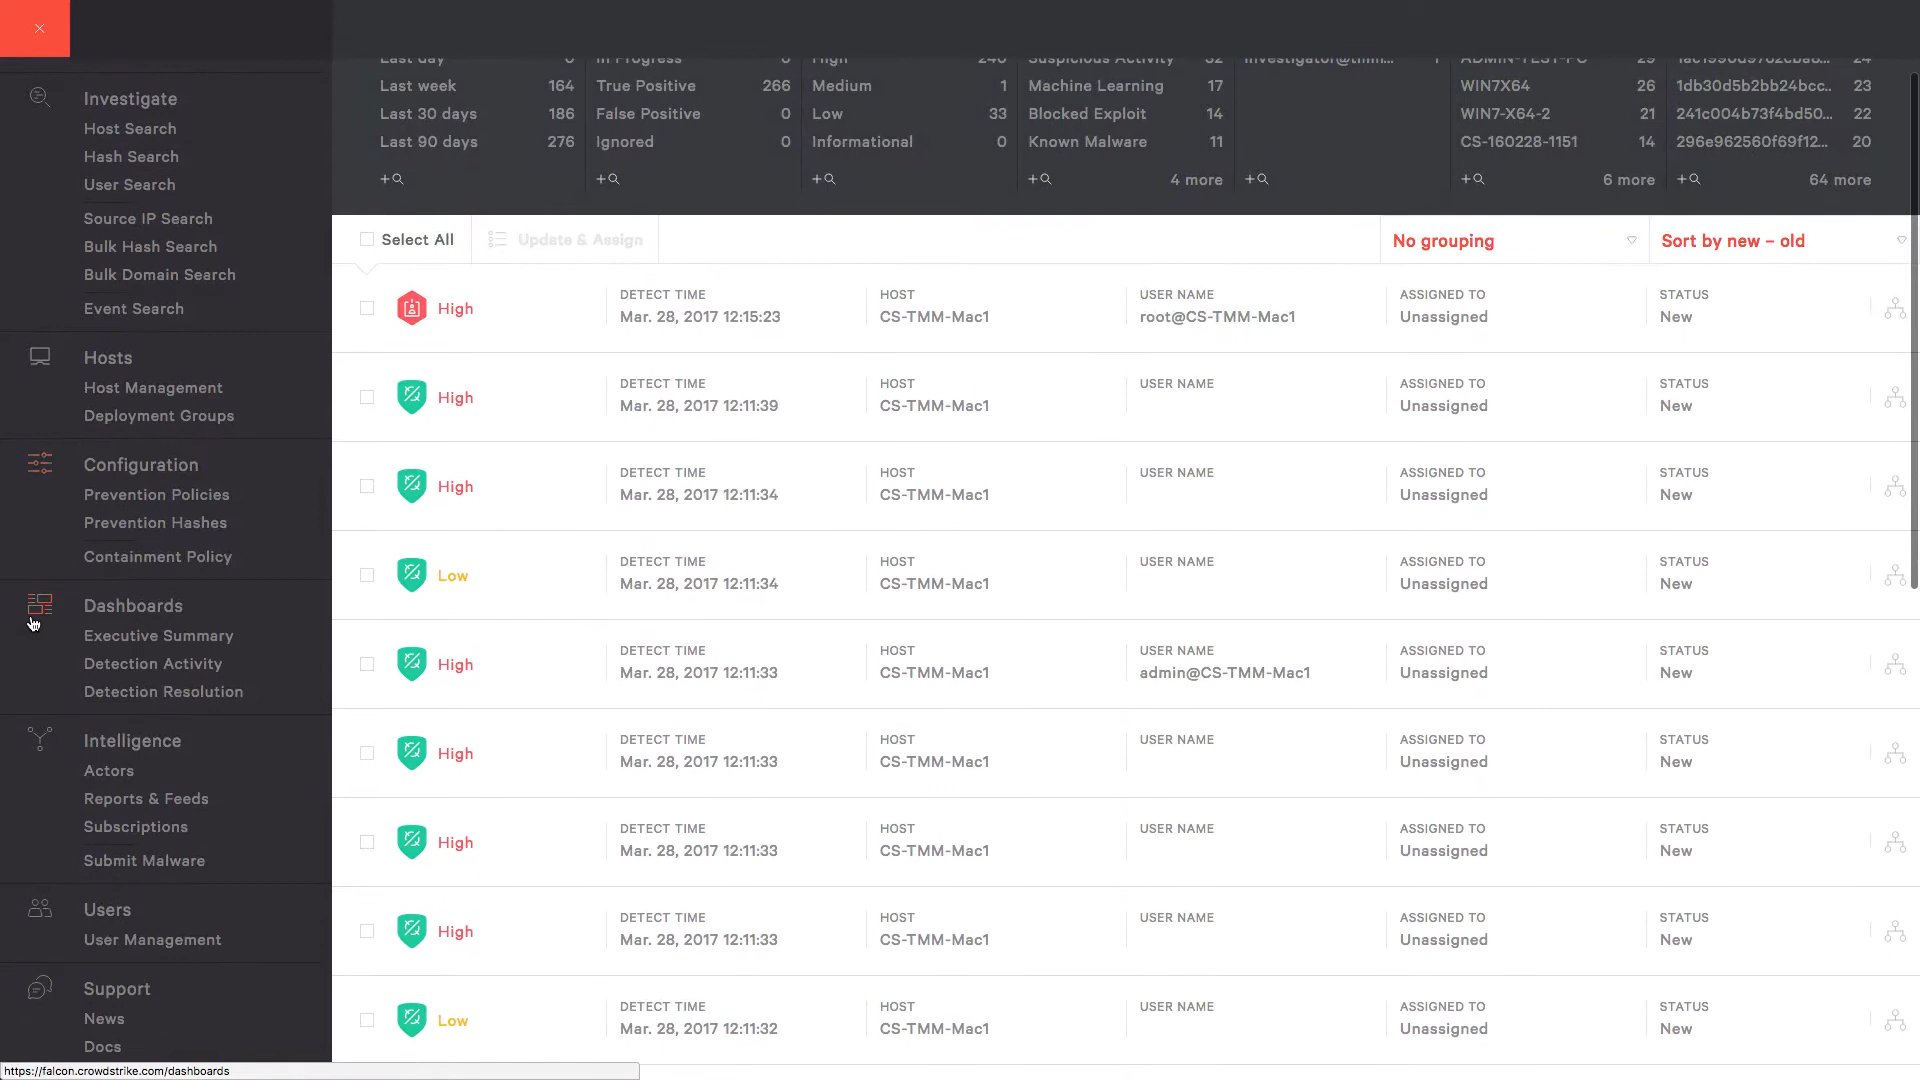 Investigate
Host Search
Hash Search
User Search
Source IP Search
Bulk Hash Search
Bulk Domain Search
Event Search
Hosts
Host Management
Deployment Groups
Configuration
Prevention Policies
Prevention Hashes
Containment Policy
Dashboards
Executive Summary
Detection Activity
Detection Resolution
Intelligence
Actors
Reports & Feeds
Subscriptions
Submit Malware
Users
User Management
Support
News
Docs
https://falcon.crowdstrike.com/dashboards
Last day 0 In Progress 0 High 240 Suspicious Activity 32
Last week 164 True Positive 266 Medium 1 Machine Learning 17 WIN7X64 26 1db30d5b2bb24bcc... 23
Last 30 days 186 False Positive 0 Low 33 Blocked Exploit 14 WIN7-X64-2 21 241c004b73f4bd50... 22
Last 90 days 276 Ignored 0 Informational 0 Known Malware 11 CS-160228-1151 14 296e962560f69f12... 20
+ + + + 4 more + + 6 more + 64 more
Select All Update & Assign No grouping Sort by new – old
High DETECT TIME HOST USER NAME ASSIGNED TO STATUS
Mar. 28, 2017 12:15:23 CS-TMM-Mac1 root@CS-TMM-Mac1 Unassigned New
High DETECT TIME HOST USER NAME ASSIGNED TO STATUS
Mar. 28, 2017 12:11:39 CS-TMM-Mac1 Unassigned New
High DETECT TIME HOST USER NAME ASSIGNED TO STATUS
Mar. 28, 2017 12:11:34 CS-TMM-Mac1 Unassigned New
Low DETECT TIME HOST USER NAME ASSIGNED TO STATUS
Mar. 28, 2017 12:11:34 CS-TMM-Mac1 Unassigned New
High DETECT TIME HOST USER NAME ASSIGNED TO STATUS
Mar. 28, 2017 12:11:33 CS-TMM-Mac1 admin@CS-TMM-Mac1 Unassigned New
High DETECT TIME HOST USER NAME ASSIGNED TO STATUS
Mar. 28, 2017 12:11:33 CS-TMM-Mac1 Unassigned New
High DETECT TIME HOST USER NAME ASSIGNED TO STATUS
Mar. 28, 2017 12:11:33 CS-TMM-Mac1 Unassigned New
High DETECT TIME HOST USER NAME ASSIGNED TO STATUS
Mar. 28, 2017 12:11:33 CS-TMM-Mac1 Unassigned New
Low DETECT TIME HOST USER NAME ASSIGNED TO STATUS
Mar. 28, 2017 12:11:32 CS-TMM-Mac1 Unassigned New